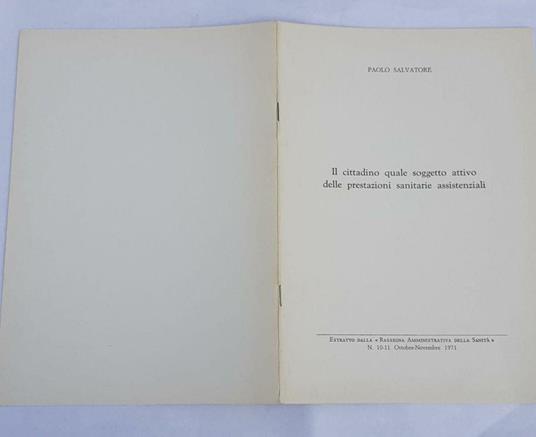 PAOLO SALVATORE
Il cittadino quale soggetto attivo
delle prestazioni sanitarie assistenziali
ESTRATTO DALLA « RASSEGNA AMMINISTRATIVA DELLA SANITÀ »
N. 10-11 Ottobre-Novembre 1971